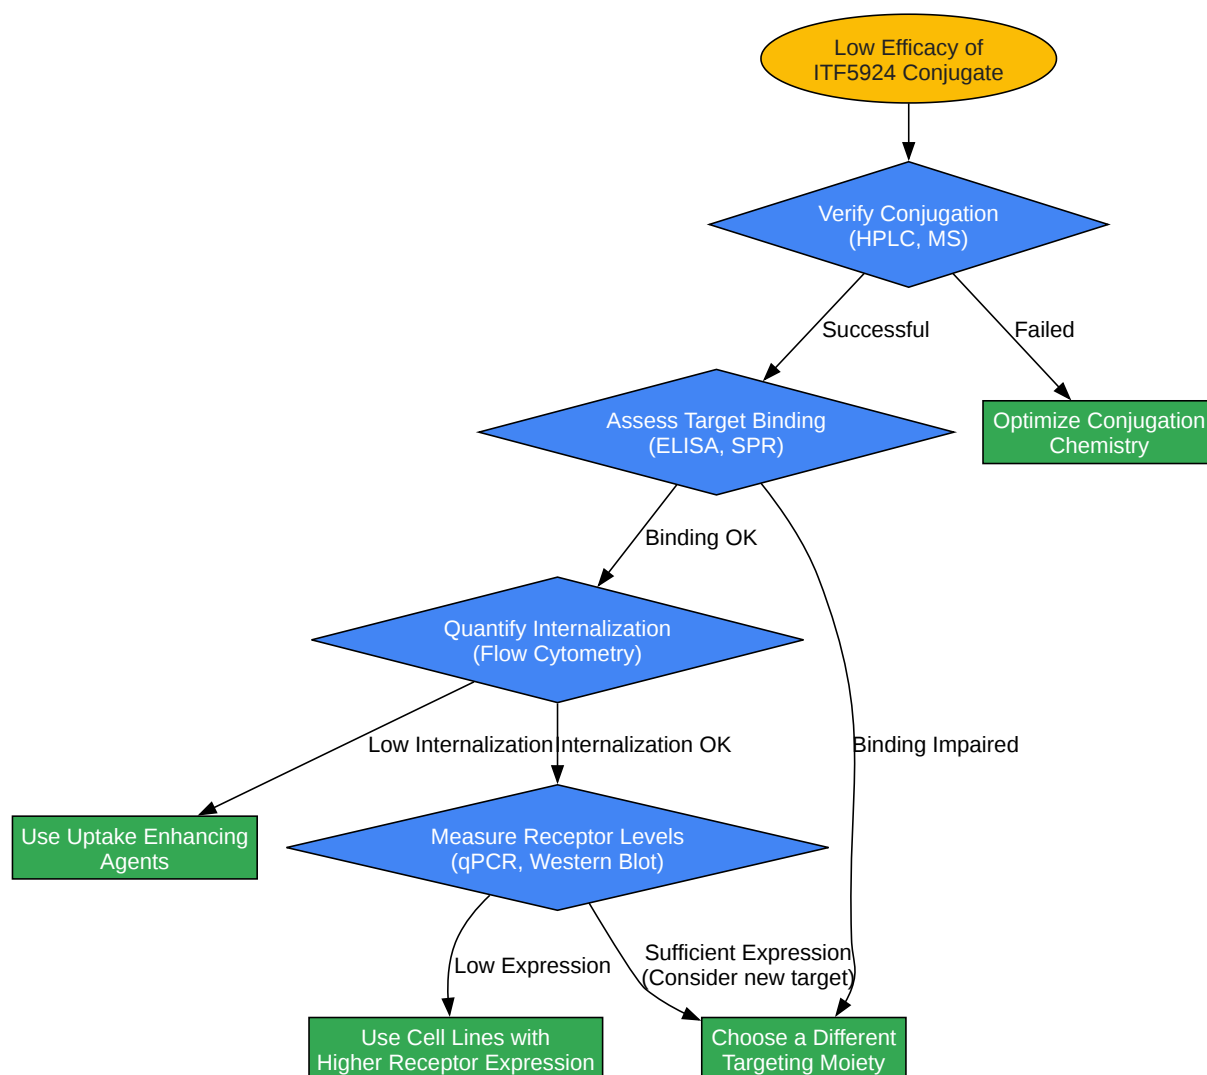 Low Efficacy of
ITF5924 Conjugate
Verify Conjugation
(HPLC, MS)
Successful
Failed
Assess Target Binding
(ELISA, SPR)
Optimize Conjugation
Chemistry
Binding OK
Quantify Internalization
(Flow Cytometry)
Low Internalization
Internalization OK
Binding Impaired
Use Uptake Enhancing
Agents
Measure Receptor Levels
(qPCR, Western Blot)
Low Expression
Sufficient Expression
(Consider new target)
Use Cell Lines with
Higher Receptor Expression
Choose a Different
Targeting Moiety